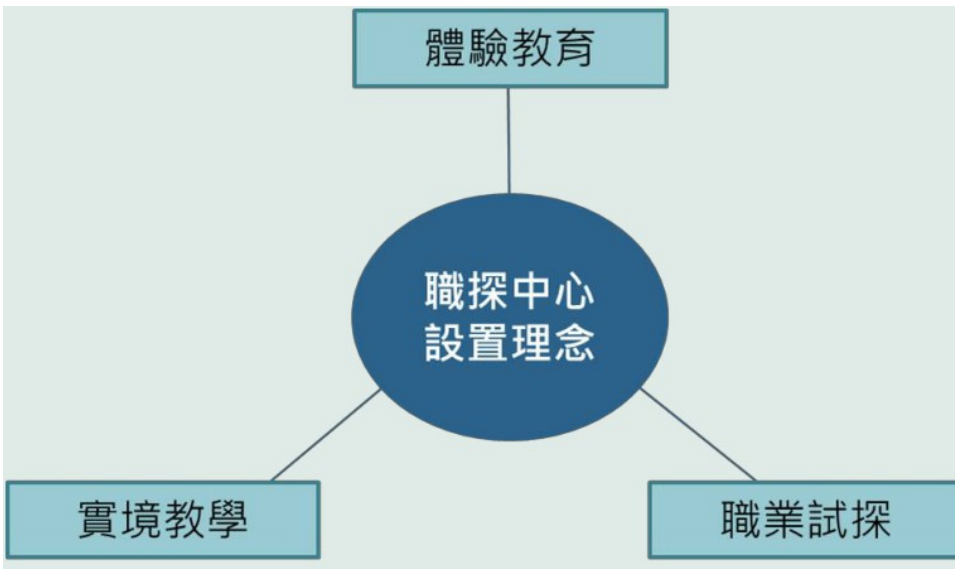 體驗教育
職探中心
設置理念
實境教學
職業試探